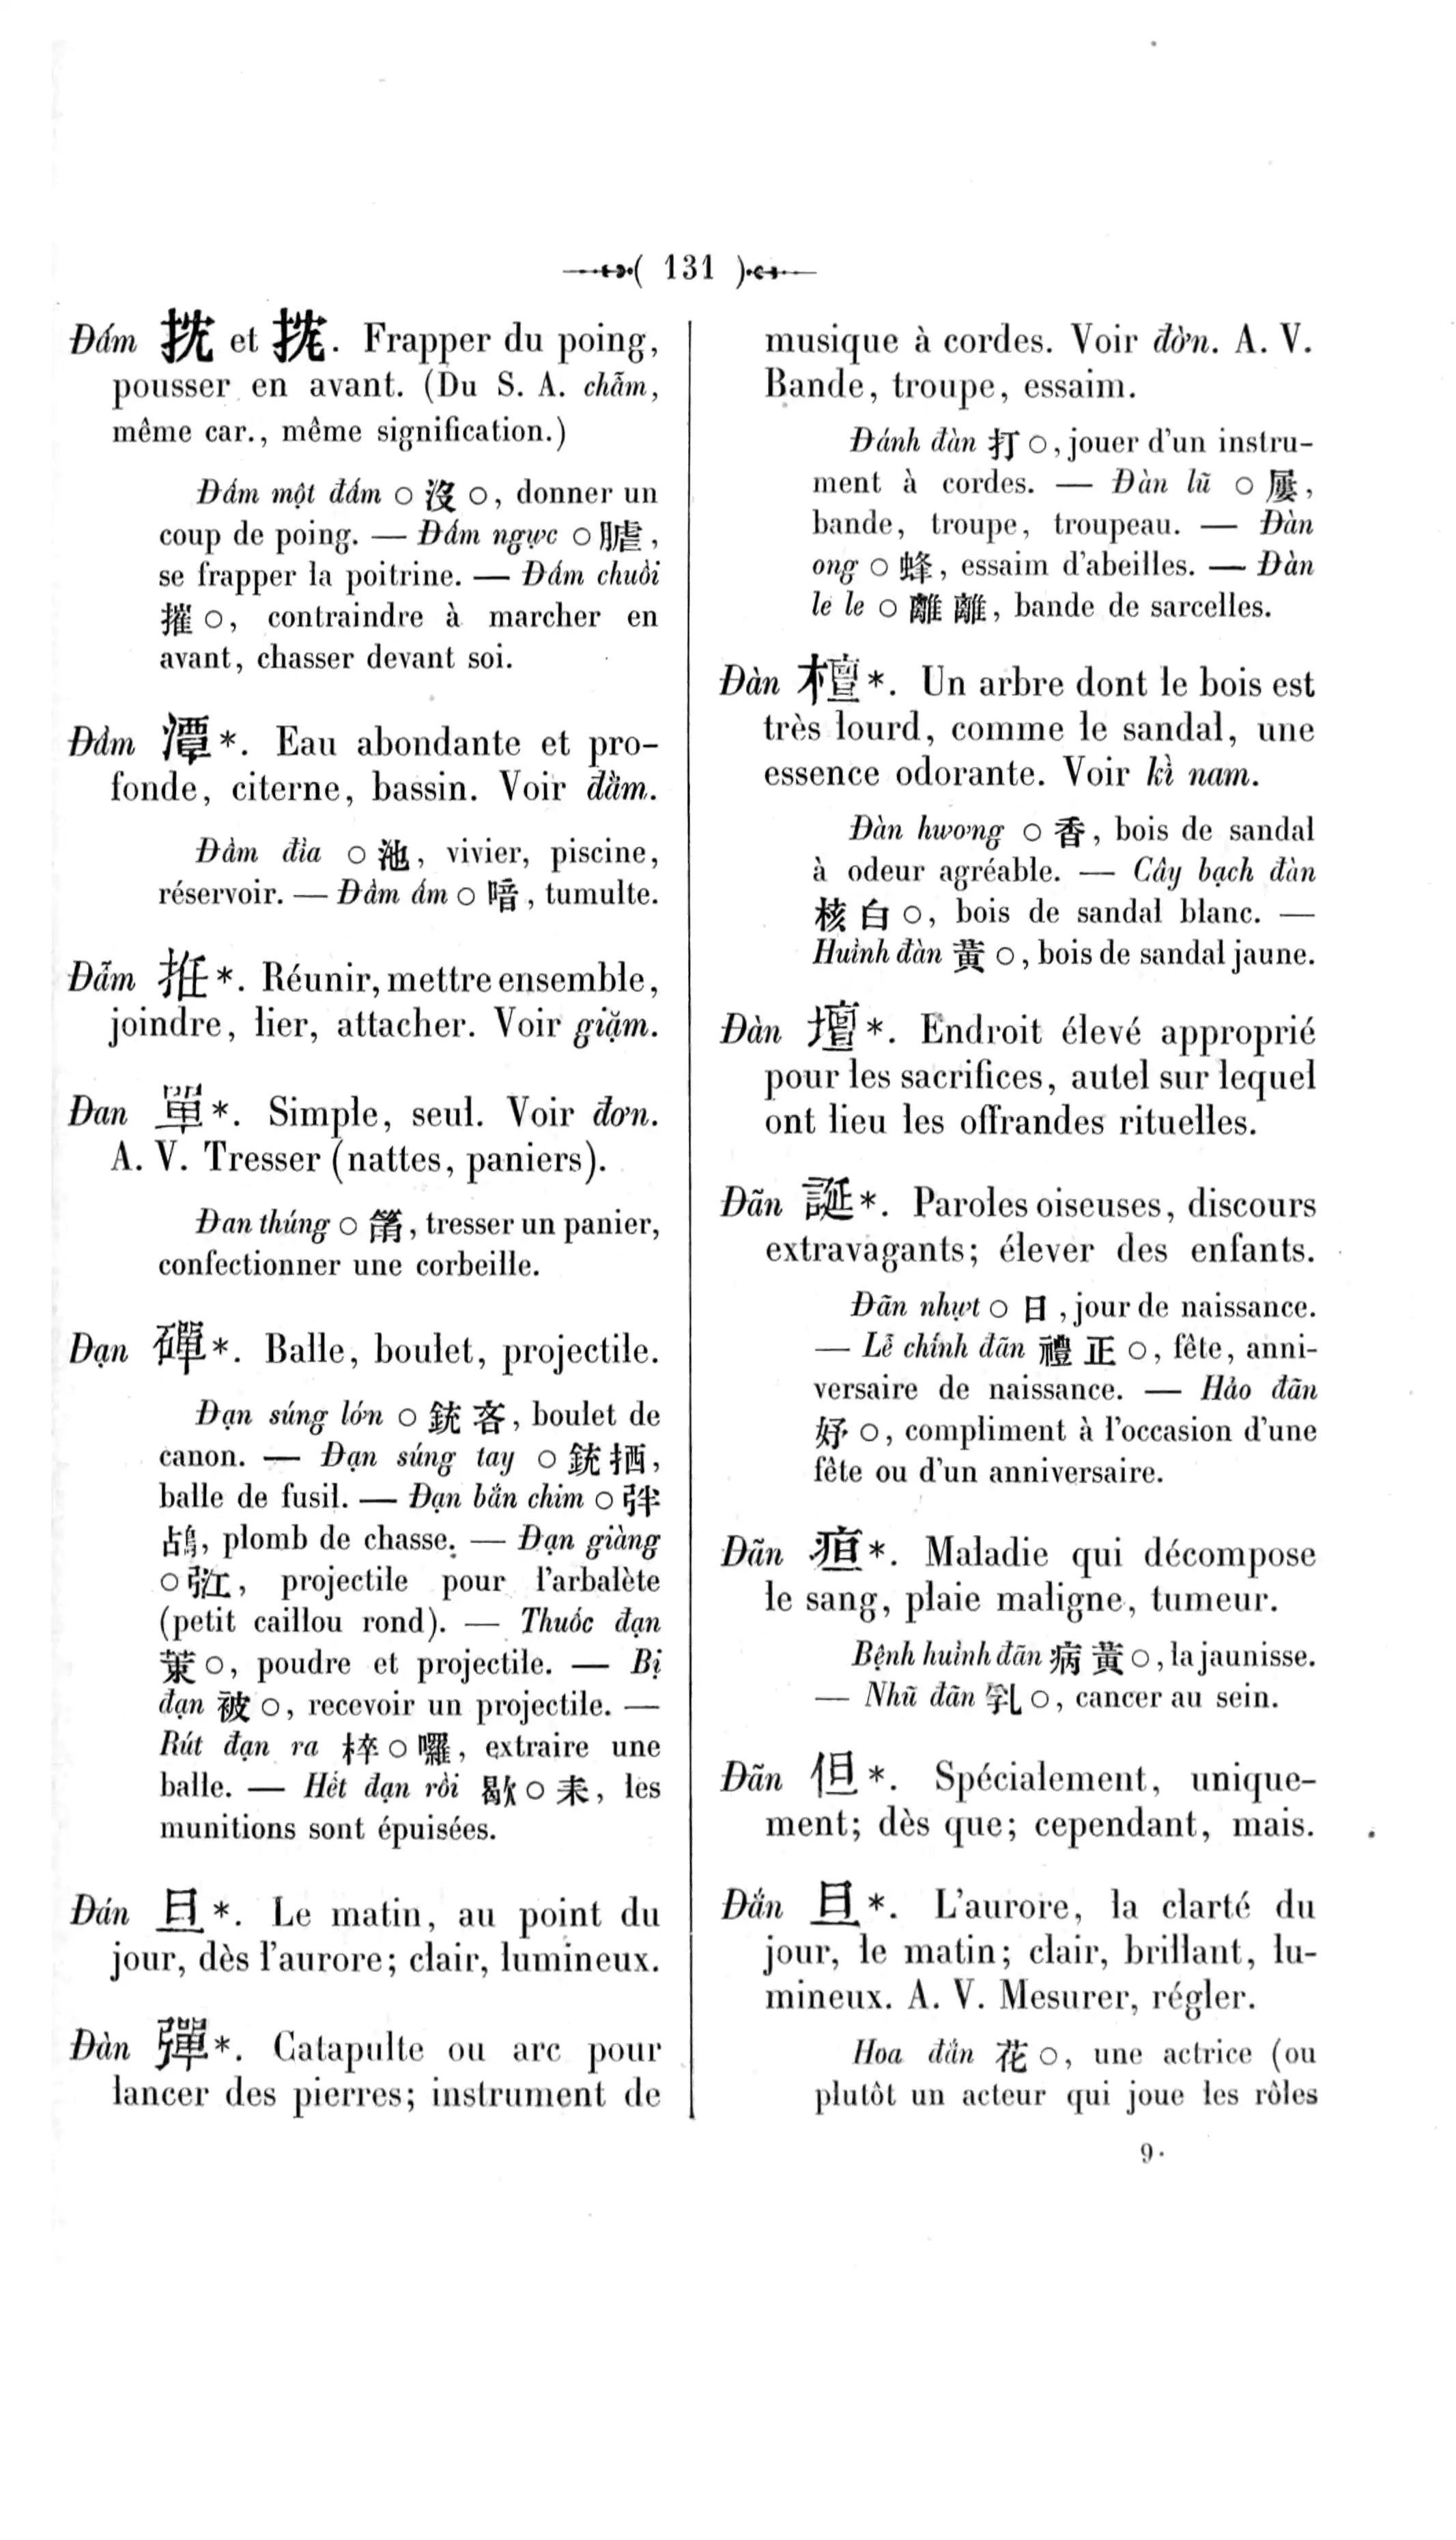 ( 131 )
Đấm 抌 et 㧷. Frapper du poing,
pousser en avant. (Du S. A. chẫm,
même car., même signification.)
Đấm một đấm ○ 沒 ○, donner un
coup de poing. — Đấm ngực ○,
se frapper la poitrine. — Đấm chuồi
摧 ○, contraindre à marcher en
avant, chasser devant soi.
Đầm 潭 *. Eau abondante et pro-
fonde, citerne, bassin. Voir đằm.
Đầm đìa ○, vivier, piscine,
réservoir. — Đầm ấm ○ 喑, tumulte.
Đẫm *. Réunir, mettre ensemble,
joindre, lier, attacher. Voir giặm.
Đan 單 *. Simple, seul. Voir đơn.
A. V. Tresser (nattes, paniers).
Đan thúng ○ 筩, tresser un panier,
confectionner une corbeille.
Đạn 磾 *. Balle, boulet, projectile.
Đạn súng lớn ○ 銃, boulet de
canon. — Đạn súng tay ○ 銃 拪,
balle de fusil. — Đạn bắn chim ○
, plomb de chasse. — Đạn giàng
○, projectile pour l'arbalète
(petit caillou rond). — Thuốc đạn
○, poudre et projectile. — Bị
đạn 被 ○, recevoir un projectile. —
Rút đạn ra 椊 ○ 囉, extraire une
balle. — Hết đạn rồi 歇 ○ 耒, les
munitions sont épuisées.
Đán 旦 *. Le matin, au point du
jour, dès l'aurore; clair, lumineux.
Đàn 彈 *. Catapulte ou arc pour
lancer des pierres; instrument de
musique à cordes. Voir đờn. A. V.
Bande, troupe, essaim.
Đánh đàn 打 ○, jouer d'un instru-
ment à cordes. — Đàn lũ ○ 屢,
bande, troupe, troupeau. — Đàn
ong ○ 蜂, essaim d'abeilles. — Đàn
le le ○ 離 離, bande de sarcelles.
Đàn 檀 *. Un arbre dont le bois est
très lourd, comme le sandal, une
essence odorante. Voir kì nam.
Đàn hương ○ 香, bois de sandal
à odeur agréable. — Cây bạch đàn
核 白 ○, bois de sandal blanc. —
Huình đàn 黃 ○, bois de sandal jaune.
Đàn 壇 *. Endroit élevé approprié
pour les sacrifices, autel sur lequel
ont lieu les offrandes rituelles.
Đãn 誕 *. Paroles oiseuses, discours
extravagants; élever des enfants.
Đãn nhựt ○ 日, jour de naissance.
— Lễ chính đãn 禮 正 ○, fête, anni-
versaire de naissance. — Hảo đãn
好 ○, compliment à l'occasion d'une
fête ou d'un anniversaire.
Đãn 疸 *. Maladie qui décompose
le sang, plaie maligne, tumeur.
Bệnh huình đãn 病 黃 ○, la jaunisse.
— Nhũ đãn 乳 ○, cancer au sein.
Đãn 但 *. Spécialement, unique-
ment; dès que; cependant, mais.
Đắn 旦 *. L'aurore, la clarté du
jour, le matin; clair, brillant, lu-
mineux. A. V. Mesurer, régler.
Hoa đắn 花 ○, une actrice (ou
plutôt un acteur qui joue les rôles
9.